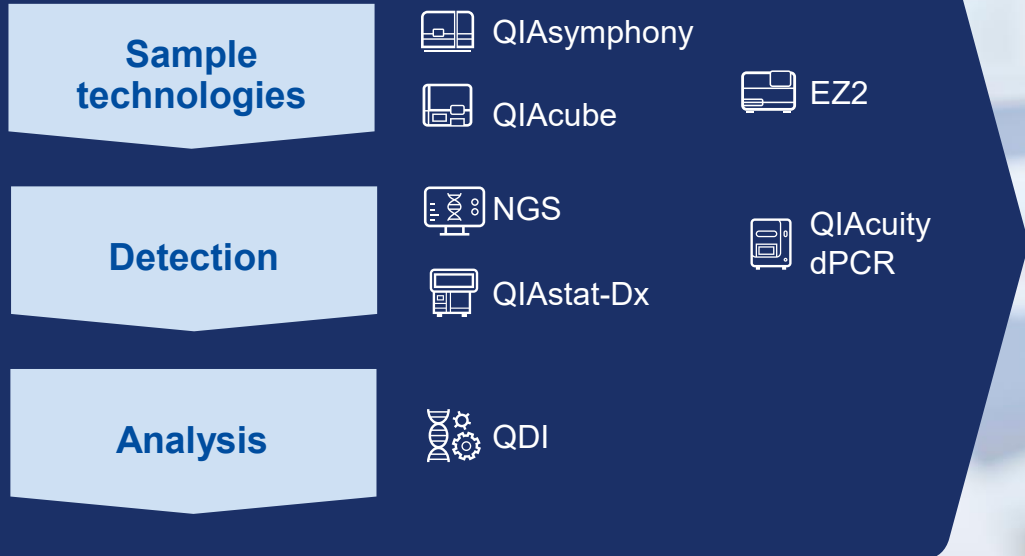 Sample
technologies
QIAsymphony
QIAcube
EZ2
Detection
NGS
QIAstat-Dx
QIAcuity
dPCR
Analysis
QDI